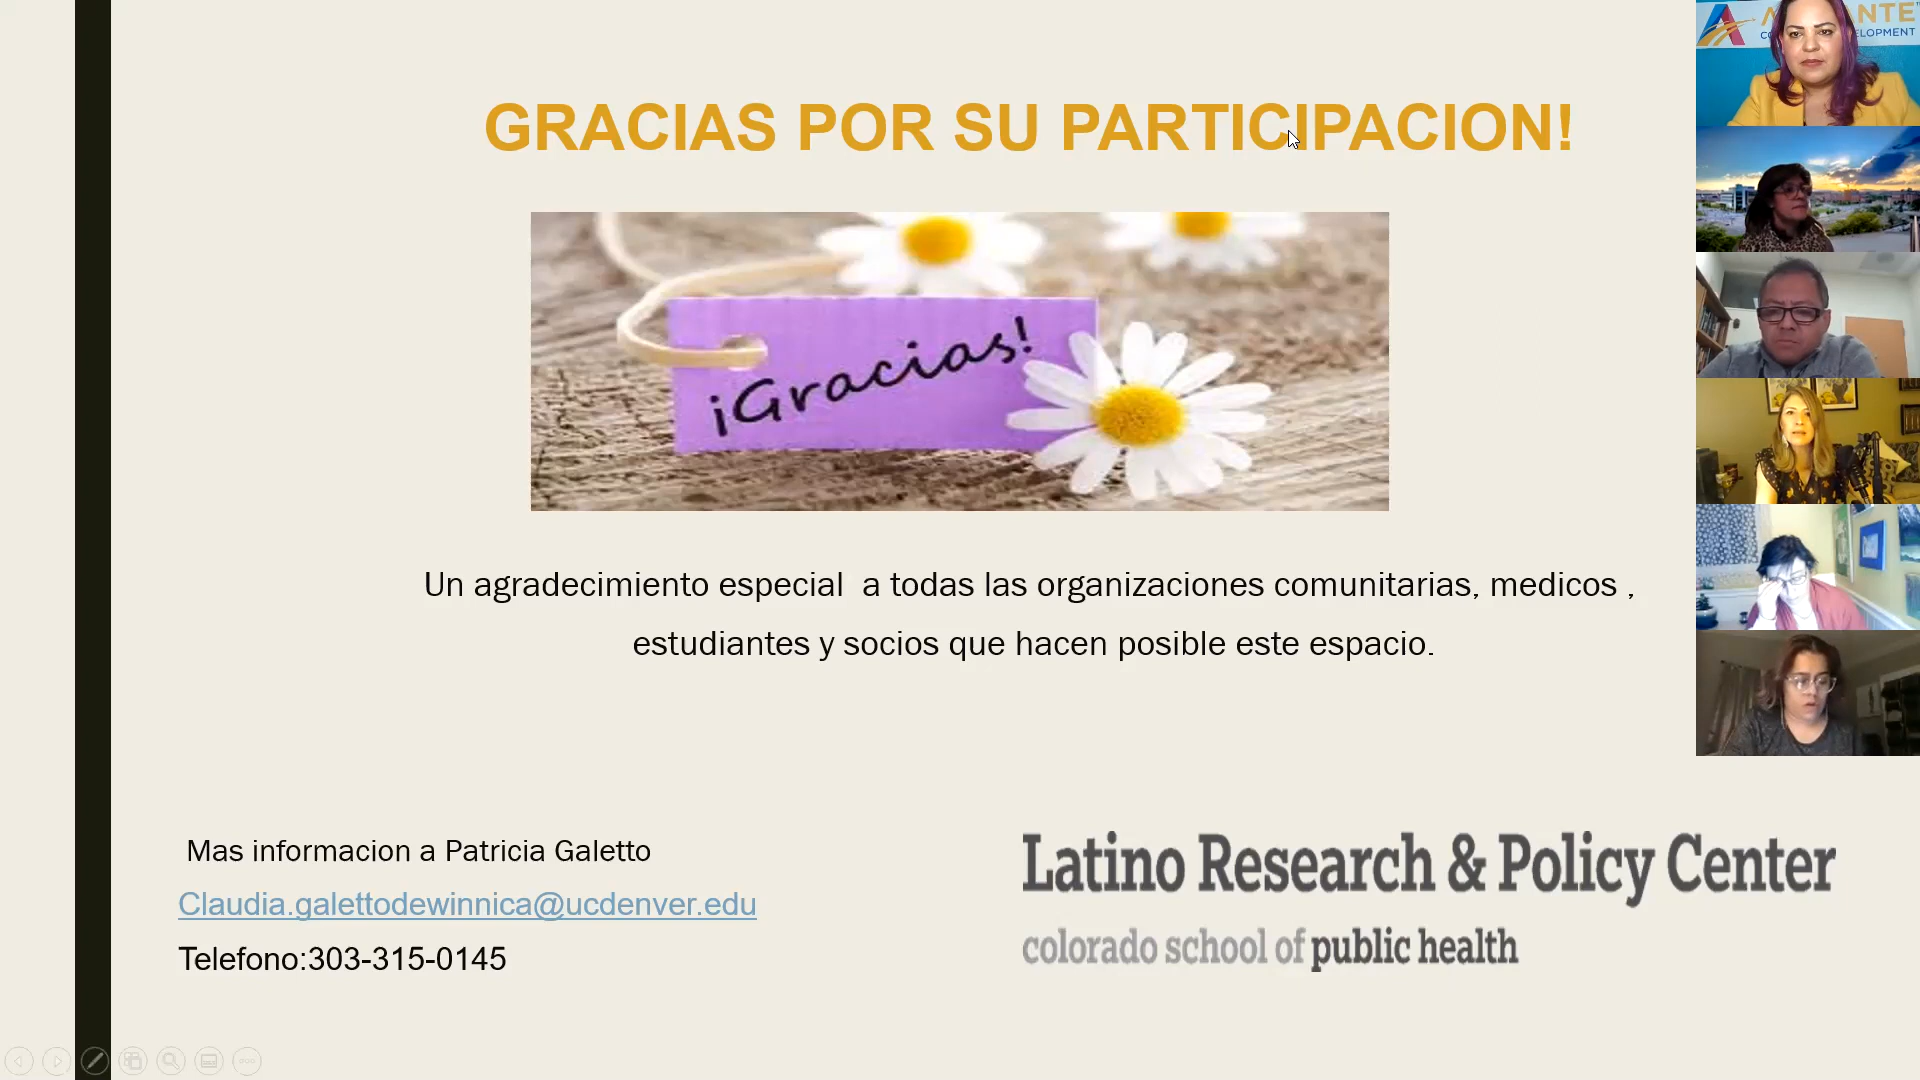 GRACIAS POR SU PARTICIPACION!
¡Gracias!
Un agradecimiento especial  a todas las organizaciones comunitarias, medicos ,
estudiantes y socios que hacen posible este espacio.
Mas informacion a Patricia Galetto
Claudia.galettodewinnica@ucdenver.edu
Telefono:303-315-0145
Latino Research & Policy Center
colorado school of public health